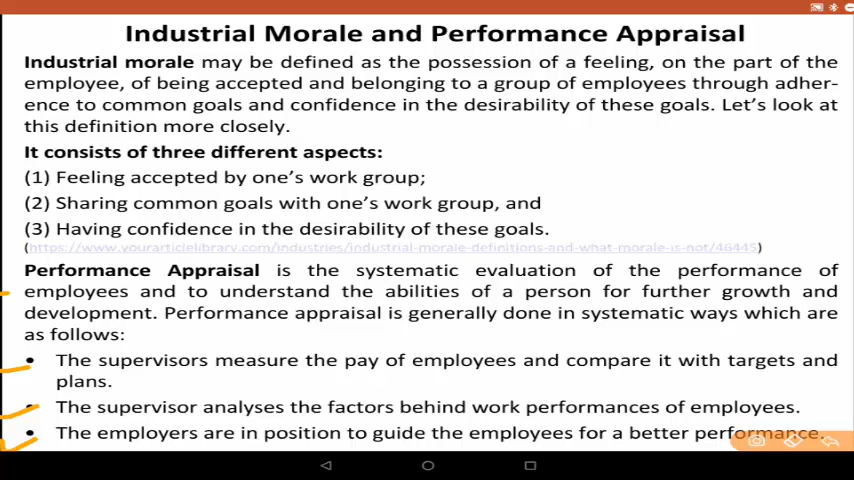 Industrial Morale and Performance Appraisal
Industrial morale may be defined as the possession of a feeling, on the part of the
employee, of being accepted and belonging to a group of employees through adher-
ence to common goals and confidence in the desirability of these goals. Let's look at
this definition more closely.
It consists of three different aspects:
(1) Feeling accepted by one's work group;
(2) Sharing common goals with one's work group, and
(3) Having confidence in the desirability of these goals.
(https://www.yourarticlelibrary.com/industries/industrial-morale-definitions-and-what-morale-is-not/46445)
Performance Appraisal is the systematic evaluation of the performance of
employees and to understand the abilities of a person for further growth and
development. Performance appraisal is generally done in systematic ways which are
as follows:
• The supervisors measure the pay of employees and compare it with targets and
plans.
• The supervisor analyses the factors behind work performances of employees.
• The employers are in position to guide the employees for a better performance.